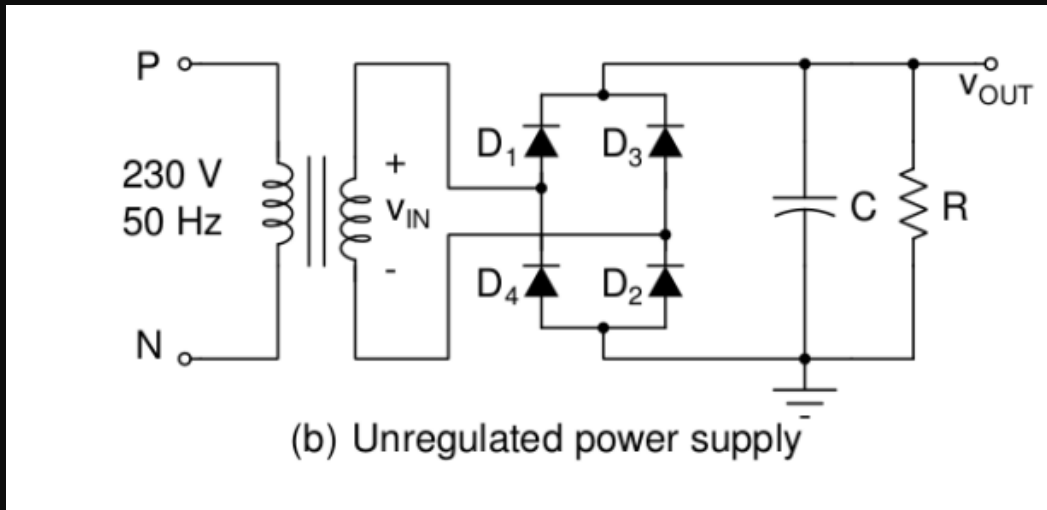 P
230 V
50 Hz
N
+
VIN
-
D1
D3
D4
D2
C
R
VOUT
(b) Unregulated power supply